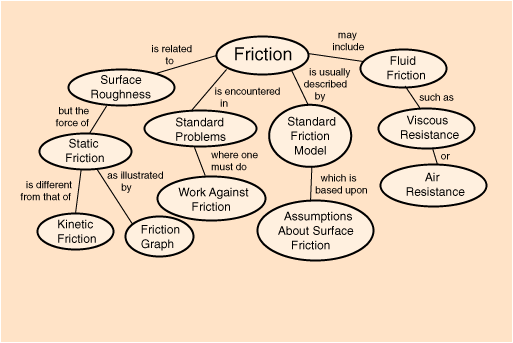 Friction
is related
to
is encountered
in
is usually
described
by
may
include
Surface
Roughness
Standard
Problems
Standard
Friction
Model
Fluid
Friction
but the
force of
where one
must do
which is
based upon
such as
Static
Friction
Work Against
Friction
Assumptions
About Surface
Friction
Viscous
Resistance
or
Air
Resistance
is different
from that of
as illustrated
by
Kinetic
Friction
Friction
Graph